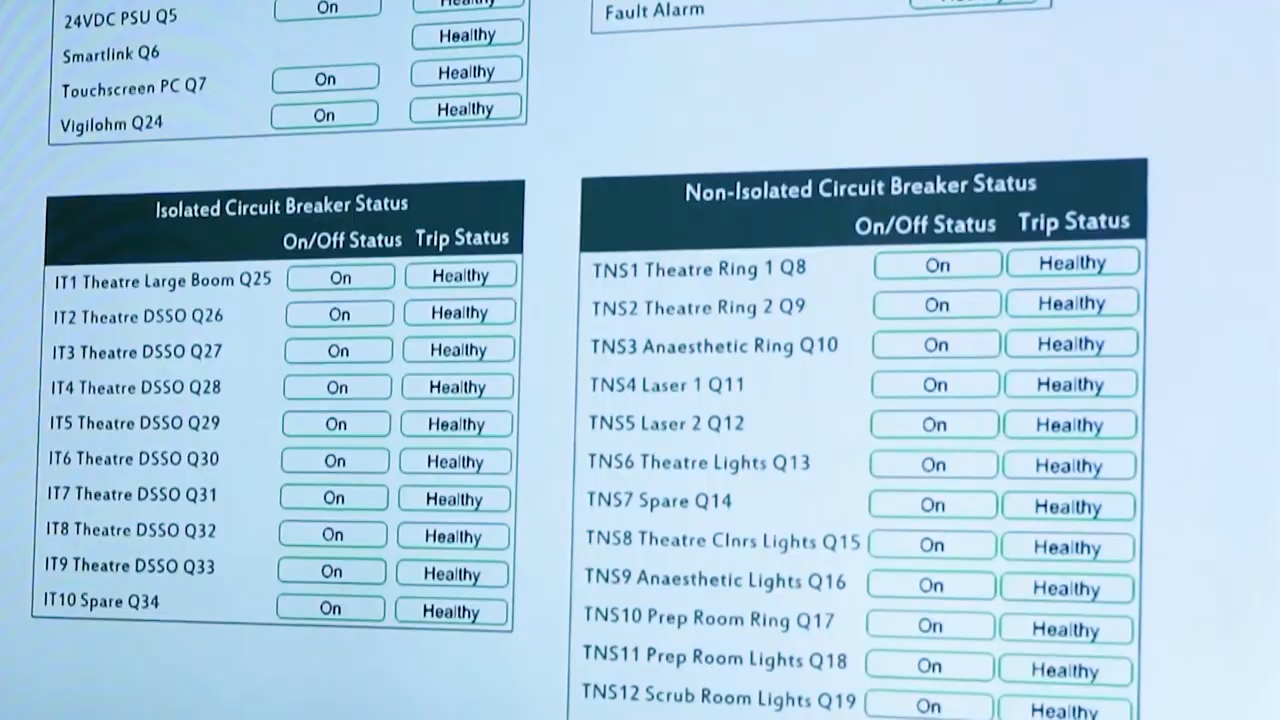 24VDC PSU Q5 On Healthy
Smartlink Q6 Healthy
Touchscreen PC Q7 On Healthy
Vigilohm Q24 On Healthy
Fault Alarm
Isolated Circuit Breaker Status
On/Off Status Trip Status
IT1 Theatre Large Boom Q25 On Healthy
IT2 Theatre DSSO Q26 On Healthy
IT3 Theatre DSSO Q27 On Healthy
IT4 Theatre DSSO Q28 On Healthy
IT5 Theatre DSSO Q29 On Healthy
IT6 Theatre DSSO Q30 On Healthy
IT7 Theatre DSSO Q31 On Healthy
IT8 Theatre DSSO Q32 On Healthy
IT9 Theatre DSSO Q33 On Healthy
IT10 Spare Q34 On Healthy
Non-Isolated Circuit Breaker Status
On/Off Status Trip Status
TNS1 Theatre Ring 1 Q8 On Healthy
TNS2 Theatre Ring 2 Q9 On Healthy
TNS3 Anaesthetic Ring Q10 On Healthy
TNS4 Laser 1 Q11 On Healthy
TNS5 Laser 2 Q12 On Healthy
TNS6 Theatre Lights Q13 On Healthy
TNS7 Spare Q14 On Healthy
TNS8 Theatre Clnrs Lights Q15 On Healthy
TNS9 Anaesthetic Lights Q16 On Healthy
TNS10 Prep Room Ring Q17 On Healthy
TNS11 Prep Room Lights Q18 On Healthy
TNS12 Scrub Room Lights Q19 On Healthy